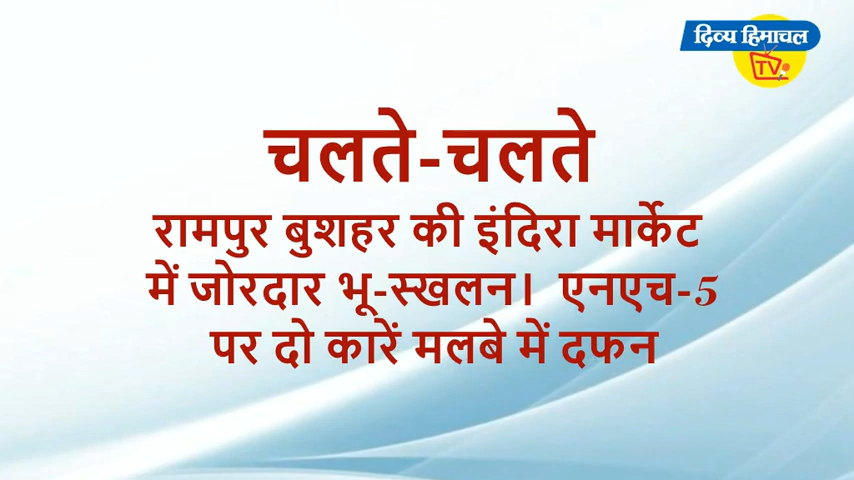 दिव्य हिमाचल
TV
चलते-चलते
रामपुर बुशहर की इंदिरा मार्केट
में जोरदार भू-स्खलन। एनएच-5
पर दो कारें मलबे में दफन